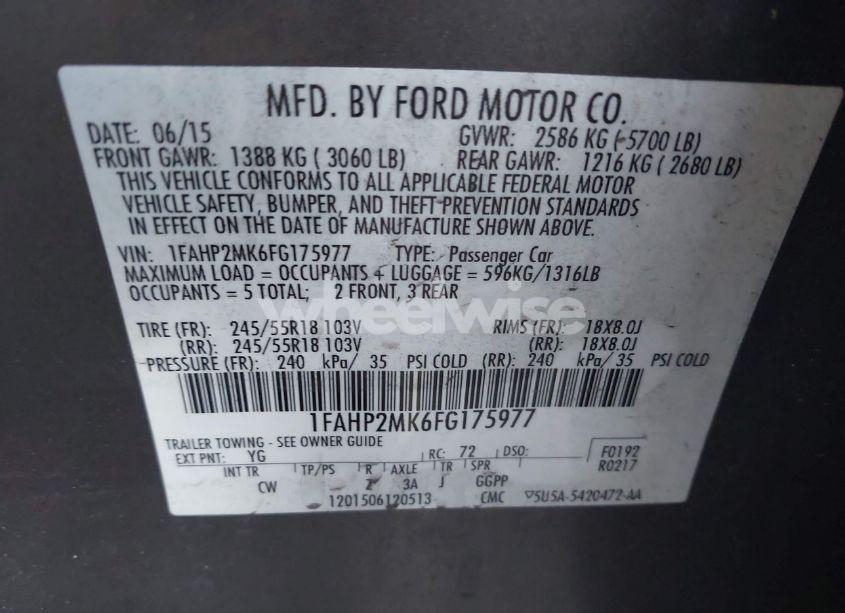 MFD. BY FORD MOTOR CO.
DATE: 06/15 GVWR: 2586 KG (-5700 LB)
FRONT GAWR: 1388 KG ( 3060 LB) REAR GAWR: 1216 KG ( 2680 LB)
THIS VEHICLE CONFORMS TO ALL APPLICABLE FEDERAL MOTOR
VEHICLE SAFETY, BUMPER, AND THEFT-PREVENTION STANDARDS
IN EFFECT ON THE DATE OF MANUFACTURE SHOWN ABOVE.
VIN: 1FAHP2MK6FG175977 TYPE: Passenger Car
MAXIMUM LOAD = OCCUPANTS + LUGGAGE = 596KG/1316LB
OCCUPANTS = 5 TOTAL; 2 FRONT, 3 REAR
wheelwise
TIRE (FR): 245/55R18 103V RIMS (FR): 18X8.0J
(RR): 245/55R18 103V (RR): 18X8.0J
PRESSURE (FR): 240 kPa/ 35 PSI COLD (RR): 240 kPa/ 35 PSI COLD
1FAHP2MK6FG175977
TRAILER TOWING - SEE OWNER GUIDE
EXT PNT: YG RC: 72 DSO: F0192
R0217
INT TR TP/PS R AXLE TR SPR
CW 2 3A J GGPP
1201506120513 CMC 5U5A-5420472-AA